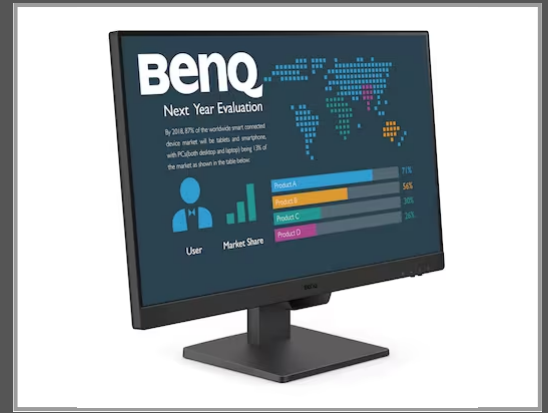 BenQ
Next Year Evaluation
By 2018, 87% of the worldwide smart connected
device market will be tablets and smartphone,
with PCs(both desktop and laptop) being 13% of
the market as shown in the table below:
Product A 71%
Product B 56%
Product C 30%
Product D
User Market Share
BenQ